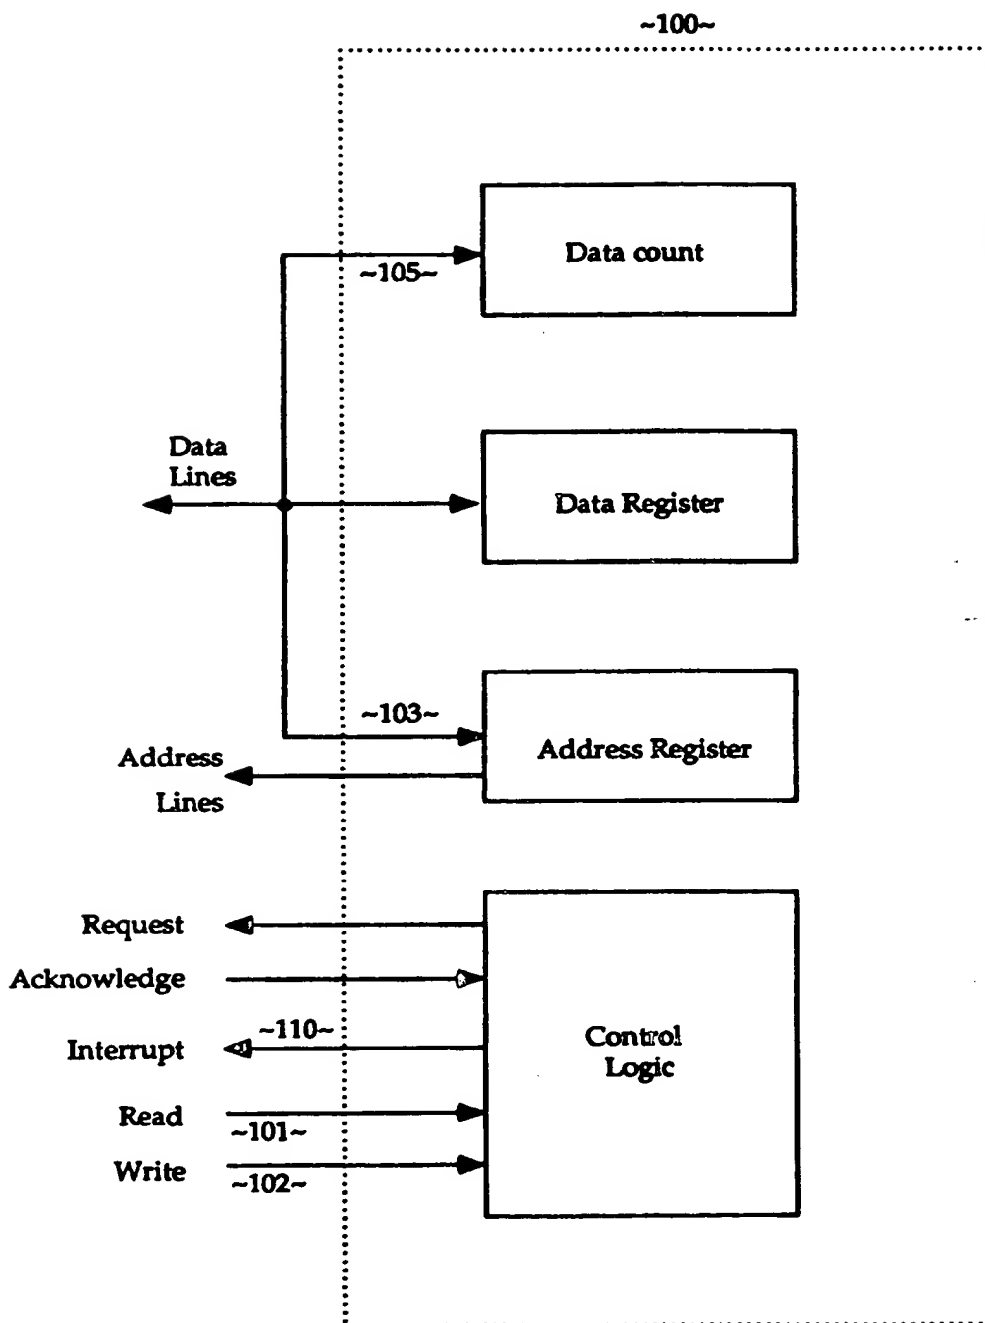 ~100~
Data count
~105~
Data
Lines
Data Register
~103~
Address Register
Address
Lines
Request
Acknowledge
~110~
Interrupt
Control
Logic
Read
~101~
Write
~102~